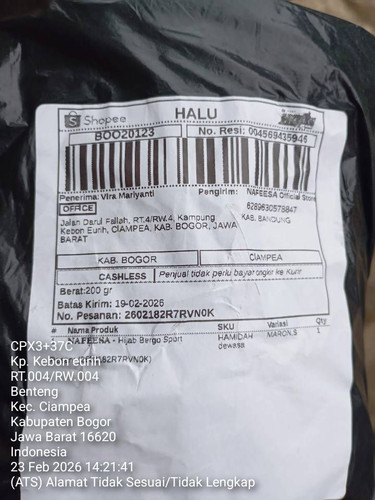 Shopee
HALU
BOO20123
No. Resi: 004569435946
Penerima: Vira Mariyanti
Pengirim: NAFEESA Official Store
OFFICE
6289630578847
Jalan Darul Fallah, RT.4/RW.4, Kampung
KAB. BANDUNG
Kebon Eurih, CIAMPEA, KAB. BOGOR, JAWA
BARAT
KAB. BOGOR
CIAMPEA
CASHLESS
Penjual tidak perlu bayar ongkir ke Kurir
Berat:200 gr
Batas Kirim: 19-02-2026
No. Pesanan: 2602182R7RVN0K
# Nama Produk SKU Variasi Qty
NAFEESA - Hijab Bergo Sport HAMIDAH MARON,S 1
dewasa
82R7RVN0K)
CPX3+37C
Kp. Kebon eurih
RT.004/RW.004
Benteng
Kec. Ciampea
Kabupaten Bogor
Jawa Barat 16620
Indonesia
23 Feb 2026 14:21:41
(ATS) Alamat Tidak Sesuai/Tidak Lengkap